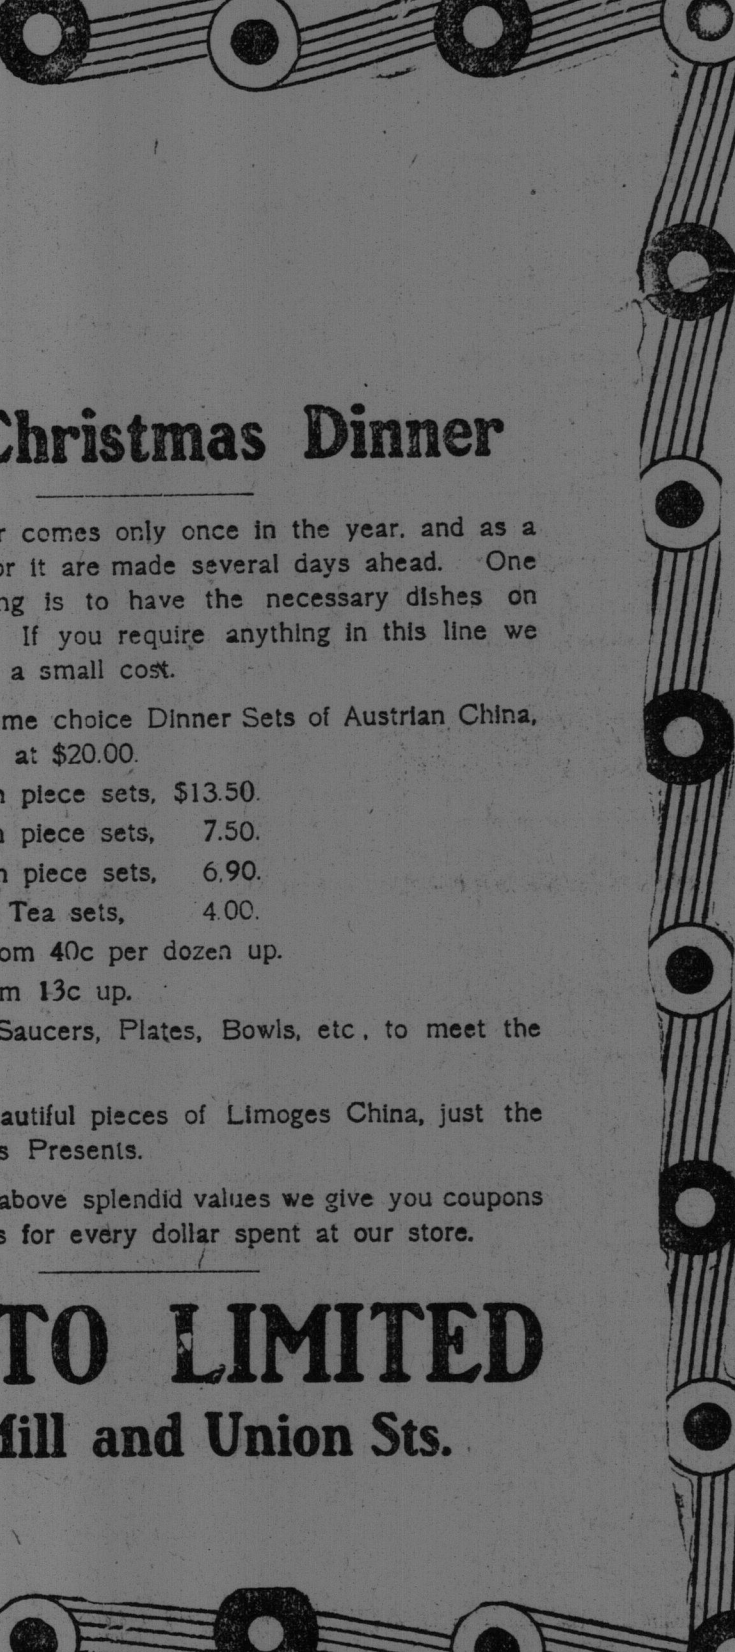 Christmas Dinner
r comes only once in the year, and as a
or it are made several days ahead. One
ng is to have the necessary dishes on
If you require anything in this line we
a small cost.
me choice Dinner Sets of Austrian China,
at $20.00.
n piece sets, $13.50.
n piece sets, 7.50.
n piece sets, 6.90.
Tea sets, 4.00.
om 40c per dozen up.
m 13c up.
Saucers, Plates, Bowls, etc., to meet the
autiful pieces of Limoges China, just the
s Presents.
above splendid values we give you coupons
s for every dollar spent at our store.
TO LIMITED
Mill and Union Sts.